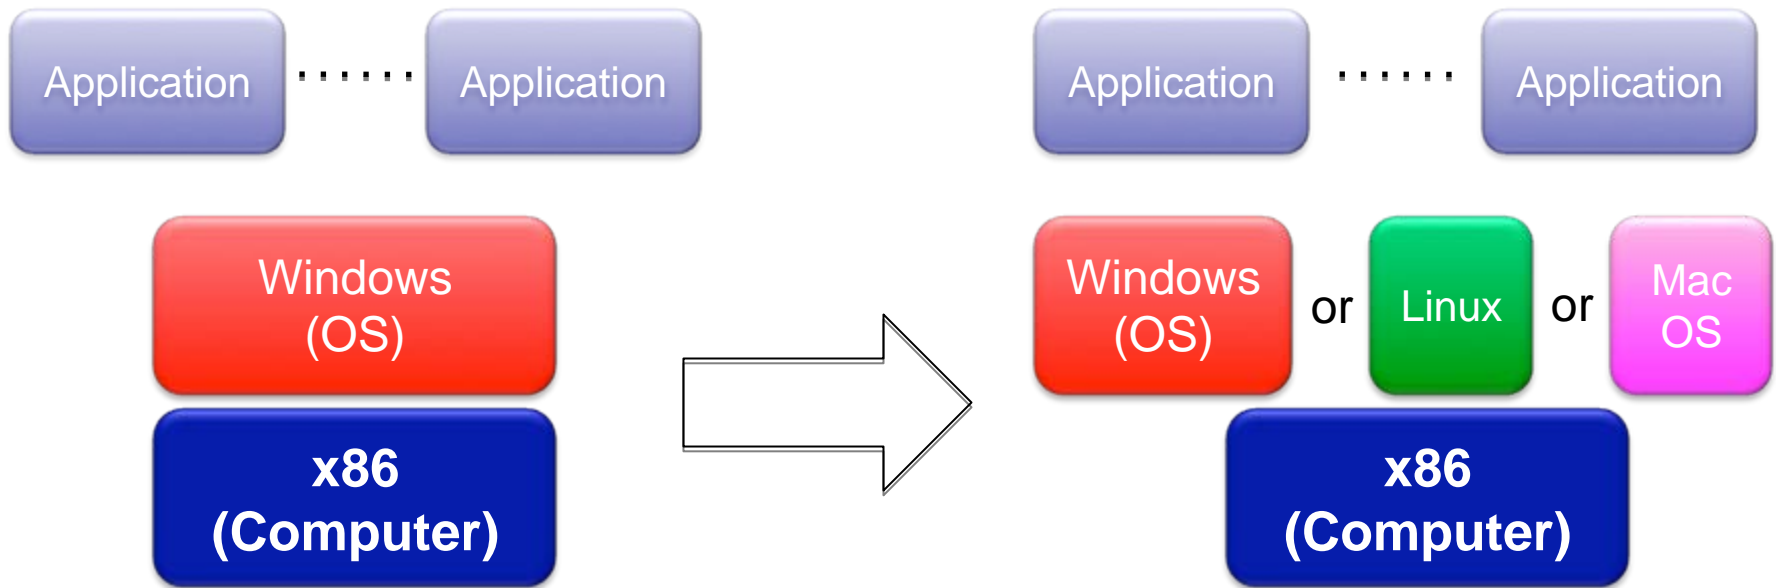 Application ...... Application
Windows
(OS)
x86
(Computer)
Application ...... Application
Windows
(OS)
or
Linux
or
Mac
OS
x86
(Computer)